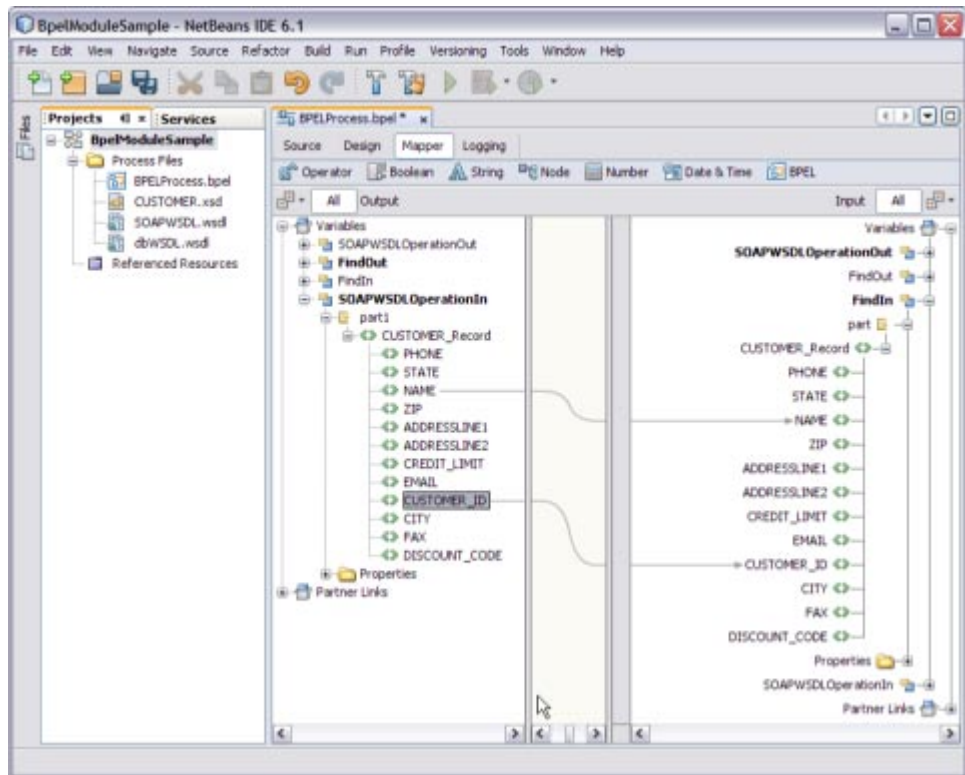 BpelModuleSample - NetBeans IDE 6.1
File Edit View Navigate Source Refactor Build Run Profile Versioning Tools Window Help
Files
Projects Services
BpelModuleSample
Process Files
BPELProcess.bpel
CUSTOMER.xsd
SOAPWSDL.wsdl
dbWSDL.wsdl
Referenced Resources
BPELProcess.bpel *
Source Design Mapper Logging
Operator Boolean String Node Number Date & Time BPEL
All Output
Variables
SOAPWSDLOperationOut
FindOut
FindIn
SOAPWSDLOperationIn
part1
CUSTOMER_Record
PHONE
STATE
NAME
ZIP
ADDRESSLINE1
ADDRESSLINE2
CREDIT_LIMIT
EMAIL
CUSTOMER_ID
CITY
FAX
DISCOUNT_CODE
Properties
Partner Links
Input All
Variables
SOAPWSDLOperationOut
FindOut
FindIn
part
CUSTOMER_Record
PHONE
STATE
NAME
ZIP
ADDRESSLINE1
ADDRESSLINE2
CREDIT_LIMIT
EMAIL
CUSTOMER_ID
CITY
FAX
DISCOUNT_CODE
Properties
SOAPWSDLOperationIn
Partner Links